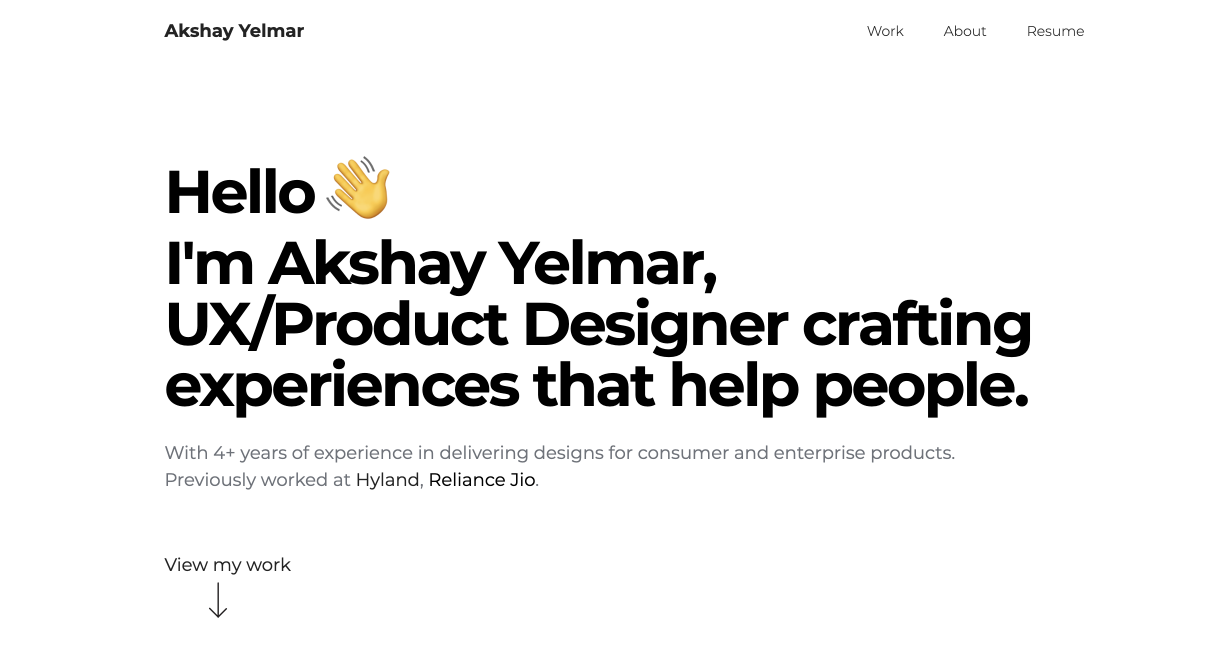 Akshay Yelmar
Work About Resume
Hello 👋
I'm Akshay Yelmar,
UX/Product Designer crafting
experiences that help people.
With 4+ years of experience in delivering designs for consumer and enterprise products.
Previously worked at Hyland, Reliance Jio.
View my work